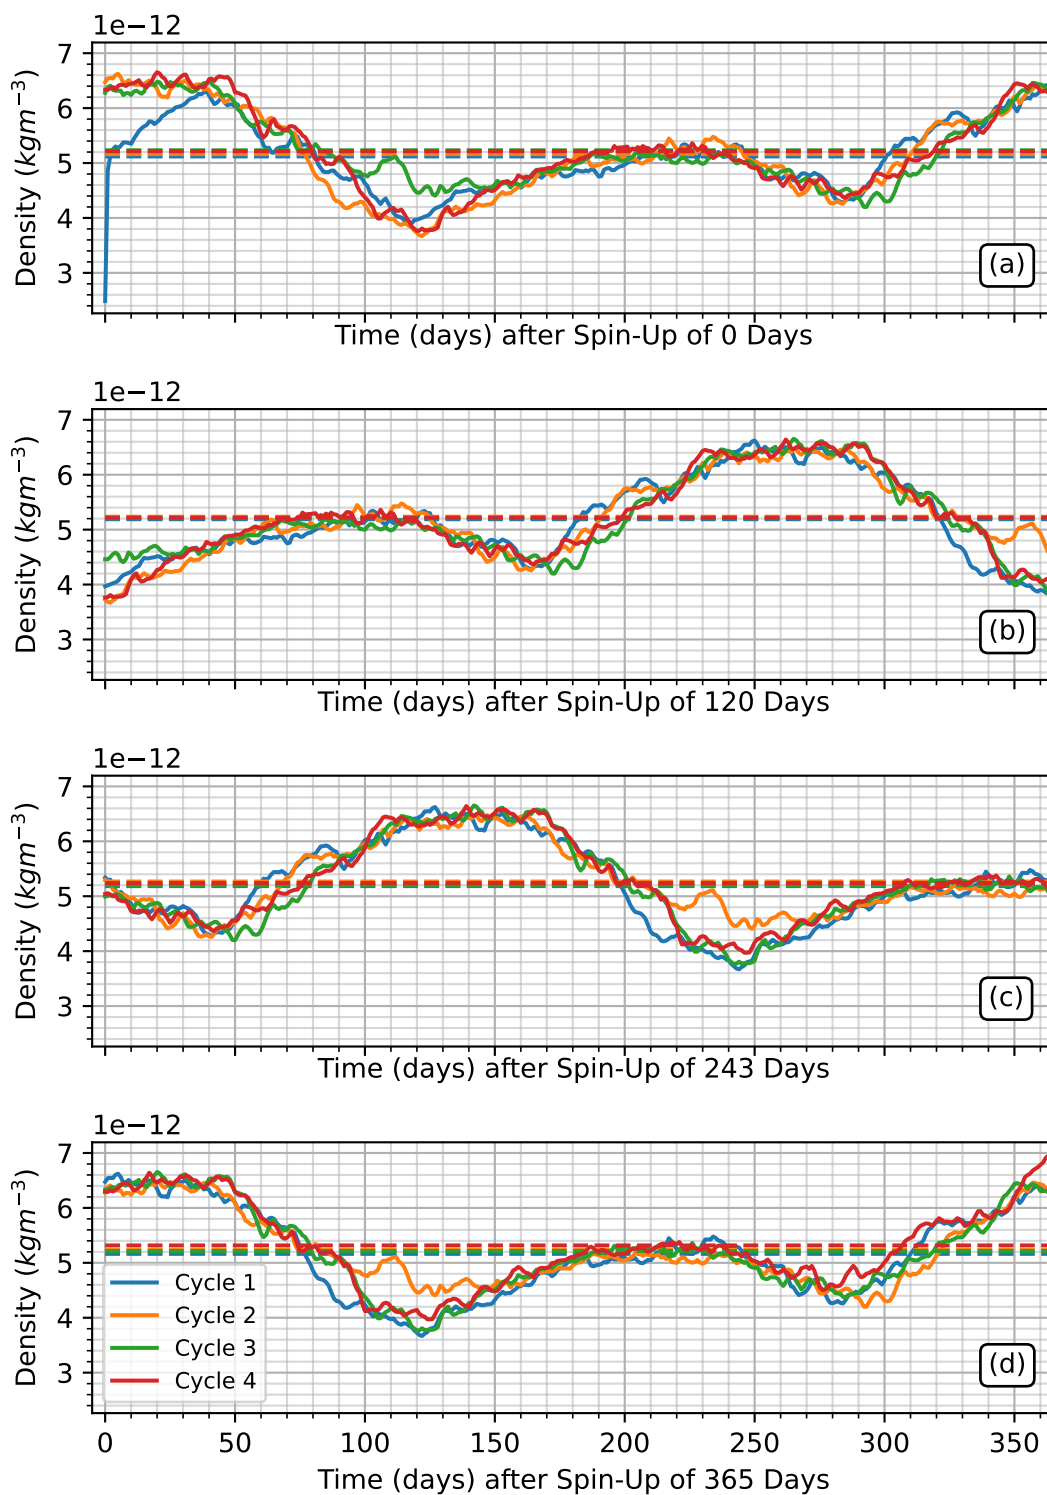 1e−12
7
6
5
4
3
Density (kgm⁻³)
(a)
Time (days) after Spin-Up of 0 Days
1e−12
7
6
5
4
3
Density (kgm⁻³)
(b)
Time (days) after Spin-Up of 120 Days
1e−12
7
6
5
4
3
Density (kgm⁻³)
(c)
Time (days) after Spin-Up of 243 Days
1e−12
7
6
5
4
3
Density (kgm⁻³)
Cycle 1
Cycle 2
Cycle 3
Cycle 4
(d)
0 50 100 150 200 250 300 350
Time (days) after Spin-Up of 365 Days